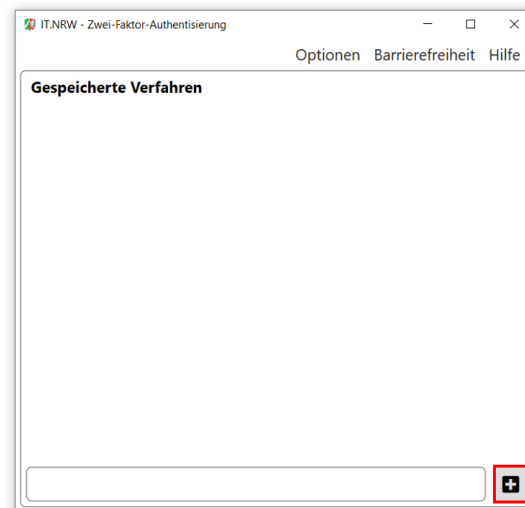 IT.NRW - Zwei-Faktor-Authentisierung
Optionen Barrierefreiheit Hilfe
Gespeicherte Verfahren